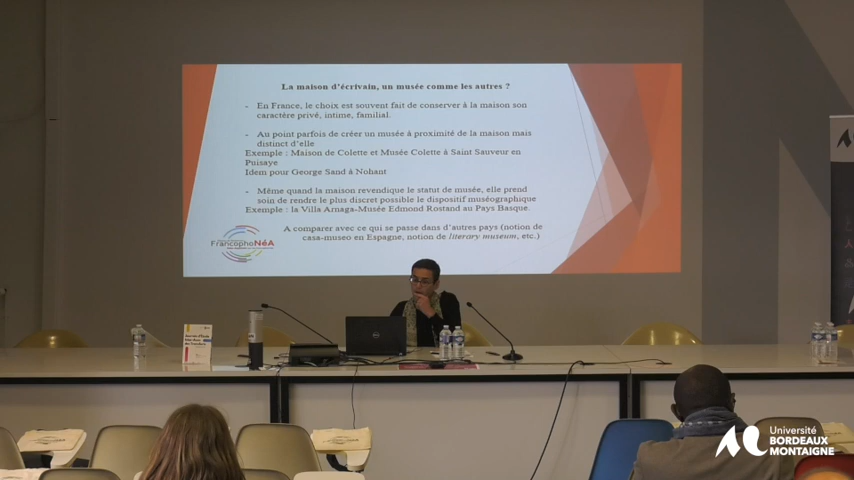 La maison d'écrivain, un musée comme les autres ?
- En France, le choix est souvent fait de conserver à la maison son
caractère privé, intime, familial.
- Au point parfois de créer un musée à proximité de la maison mais
distinct d'elle
Exemple : Maison de Colette et Musée Colette à Saint Sauveur en
Puisaye
Idem pour George Sand à Nohant
- Même quand la maison revendique le statut de musée, elle prend
soin de rendre le plus discret possible le dispositif muséographique
Exemple : la Villa Arnaga-Musée Edmond Rostand au Pays Basque.
A comparer avec ce qui se passe dans d'autres pays (notion de
casa-museo en Espagne, notion de literary museum, etc.)
FrancophoNéA
DELL
Université
BORDEAUX
MONTAIGNE